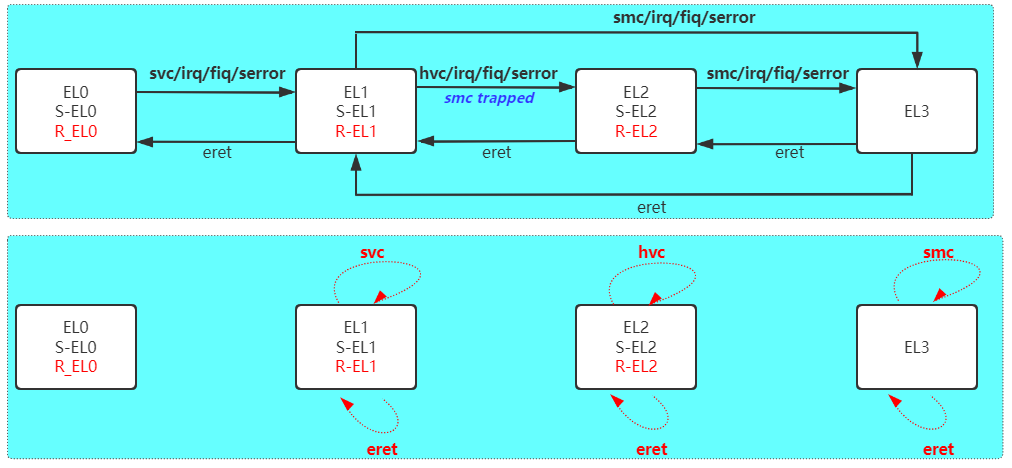 smc/irq/fiq/serror
svc/irq/fiq/serror
hvc/irq/fiq/serror
smc/irq/fiq/serror
smc trapped
EL0
S-EL0
R_EL0
EL1
S-EL1
R-EL1
EL2
S-EL2
R-EL2
EL3
eret
eret
eret
eret
svc
hvc
smc
EL0
S-EL0
R_EL0
EL1
S-EL1
R-EL1
EL2
S-EL2
R-EL2
EL3
eret
eret
eret